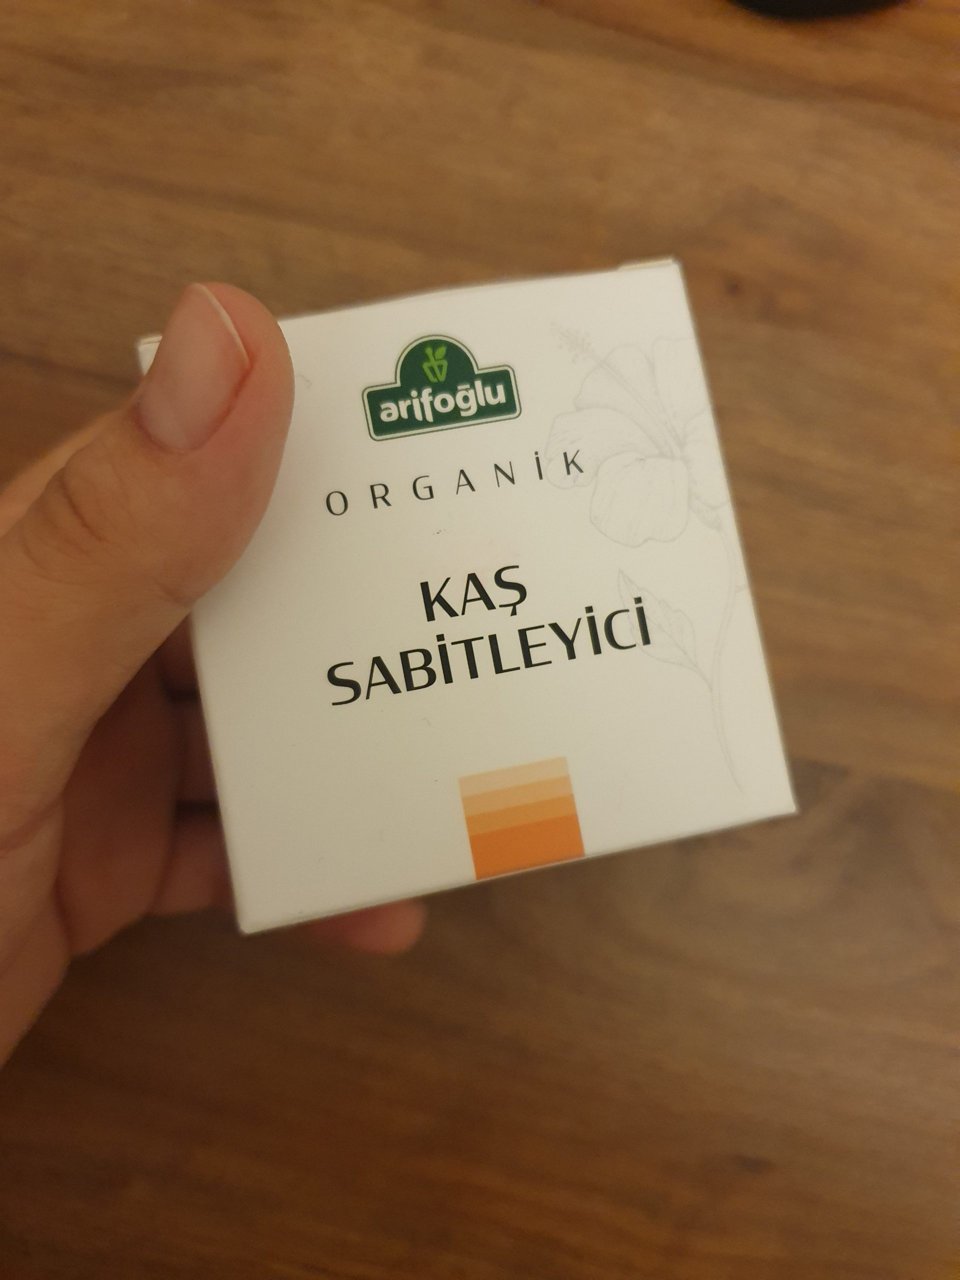 arifoğlu
ORGANİK
KAŞ
SABİTLEYİCİ